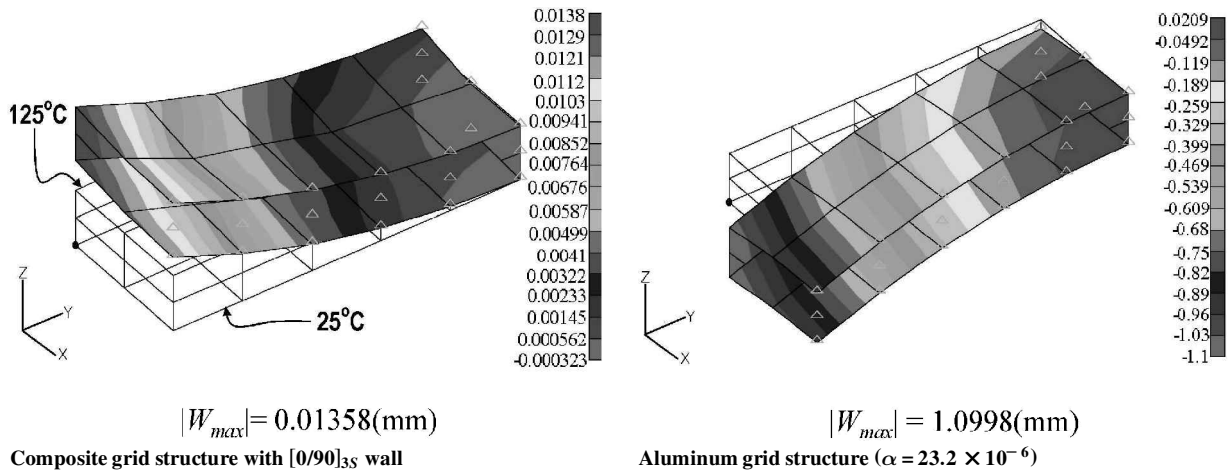 0.0138
0.0129
0.0121
0.0112
0.0103
0.00941
0.00852
0.00764
0.00676
0.00587
0.00499
0.0041
0.00322
0.00233
0.00145
0.000562
-0.000323
125°C
25°C
Z
Y
X
|W_max|= 0.01358(mm)
Composite grid structure with [0/90]3S wall
0.0209
-0.0492
-0.119
-0.189
-0.259
-0.329
-0.399
-0.469
-0.539
-0.609
-0.68
-0.75
-0.82
-0.89
-0.96
-1.03
-1.1
Z
Y
X
|W_max|= 1.0998(mm)
Aluminum grid structure (α = 23.2 × 10⁻⁶)